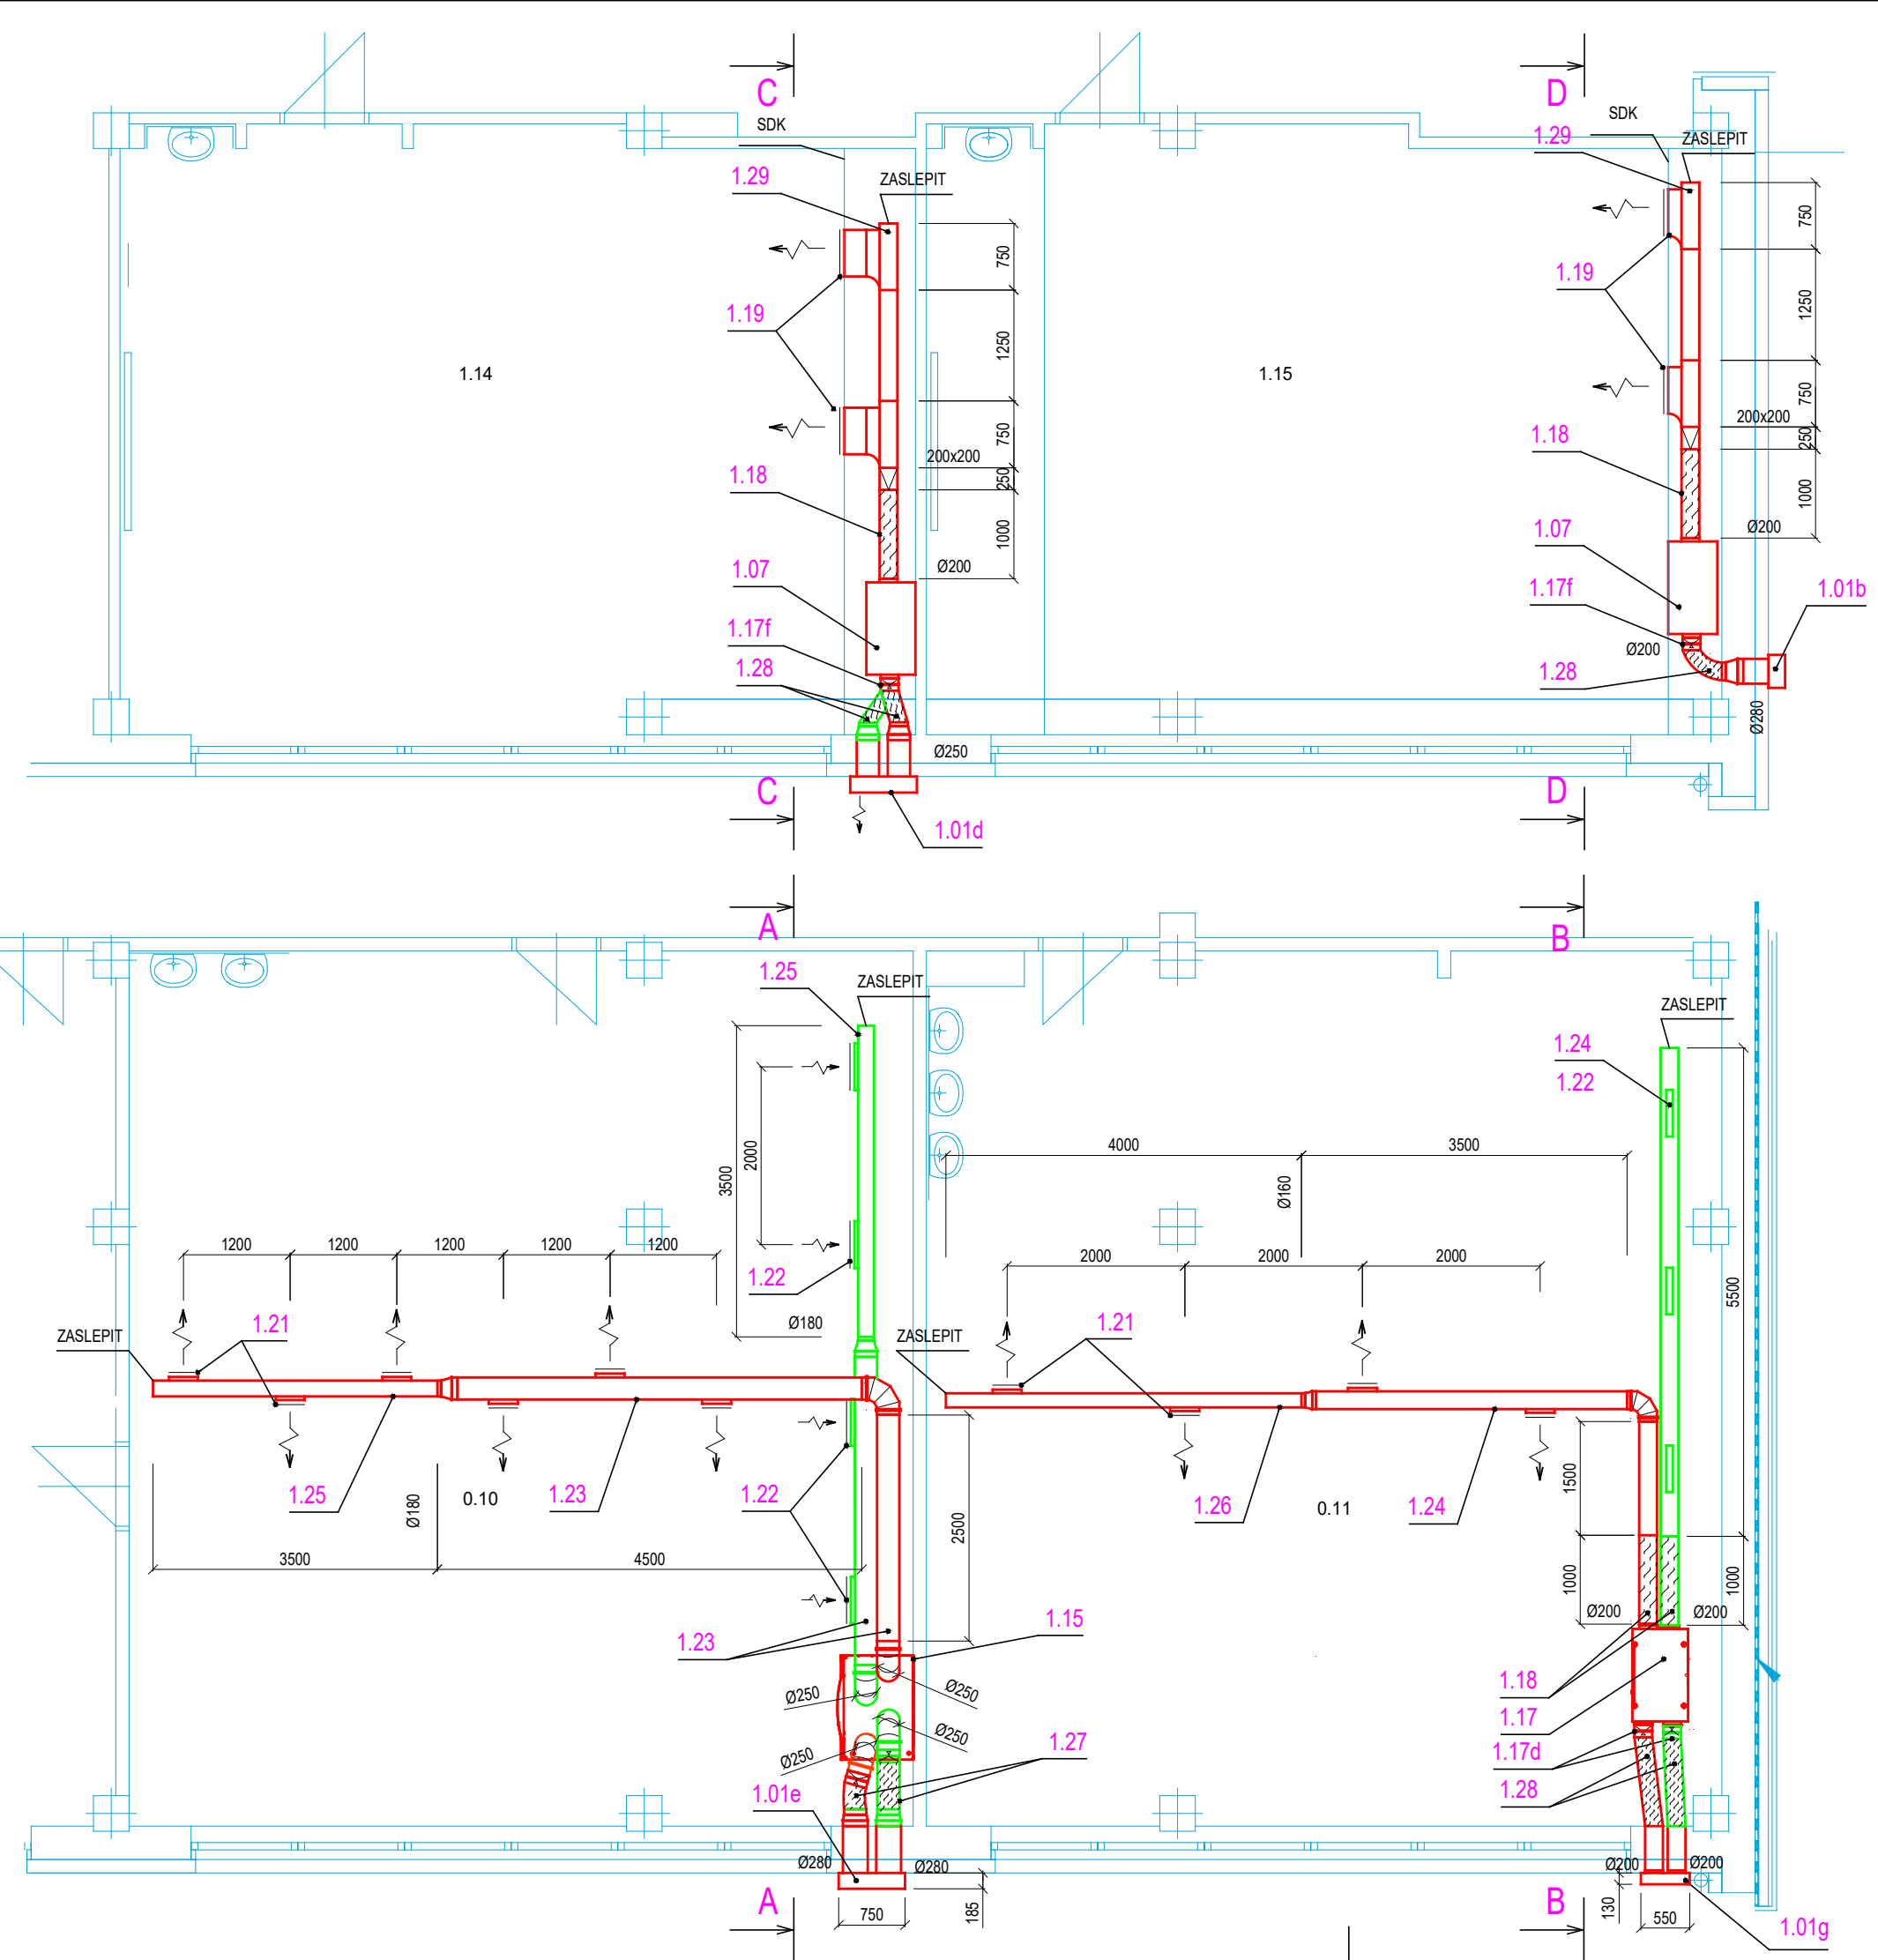 C
D
SDK
SDK
1.29
ZASLEPIT
1.29
ZASLEPIT
750
750
1.19
1.19
1250
1250
1.14
1.15
750
750
200x200
200x200
1.18
250
1.18
250
1000
1000
Ø200
Ø200
1.07
1.07
1.17f
1.17f
1.01b
1.28
Ø200
1.28
Ø280
Ø250
C
D
1.01d
A
B
1.25
ZASLEPIT
ZASLEPIT
1.24
1.22
2000
3500
4000
3500
Ø160
1200
1200
1200
1200
1200
2000
2000
2000
1.22
5500
ZASLEPIT
1.21
Ø180
ZASLEPIT
1.21
1.25
Ø180
0.10
1.23
1.22
2500
1.26
0.11
1.24
1500
3500
4500
1000
1000
Ø200
Ø200
1.15
1.23
Ø250
Ø250
1.18
Ø250
Ø250
1.27
1.17
1.17d
1.01e
1.28
Ø280
Ø280
Ø200
Ø200
A
750
185
B
130
550
1.01g